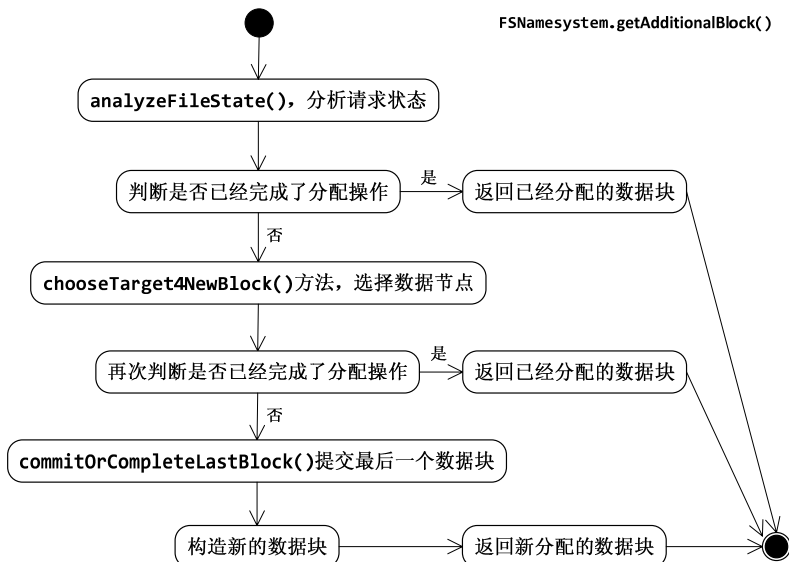 FSNamesystem.getAdditionalBlock()
analyzeFileState()，分析请求状态
判断是否已经完成了分配操作
是
返回已经分配的数据块
否
chooseTarget4NewBlock()方法，选择数据节点
再次判断是否已经完成了分配操作
是
返回已经分配的数据块
否
commitOrCompleteLastBlock()提交最后一个数据块
构造新的数据块
返回新分配的数据块